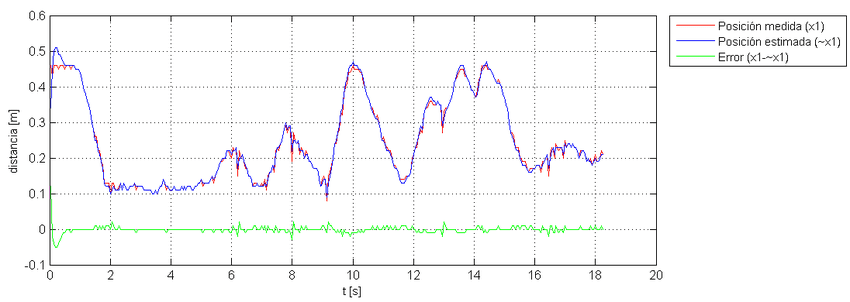 0.6
0.5
0.4
0.3
0.2
0.1
0
-0.1
distancia [m]
0 2 4 6 8 10 12 14 16 18 20
t [s]
Posición medida (x1)
Posición estimada (~x1)
Error (x1-~x1)